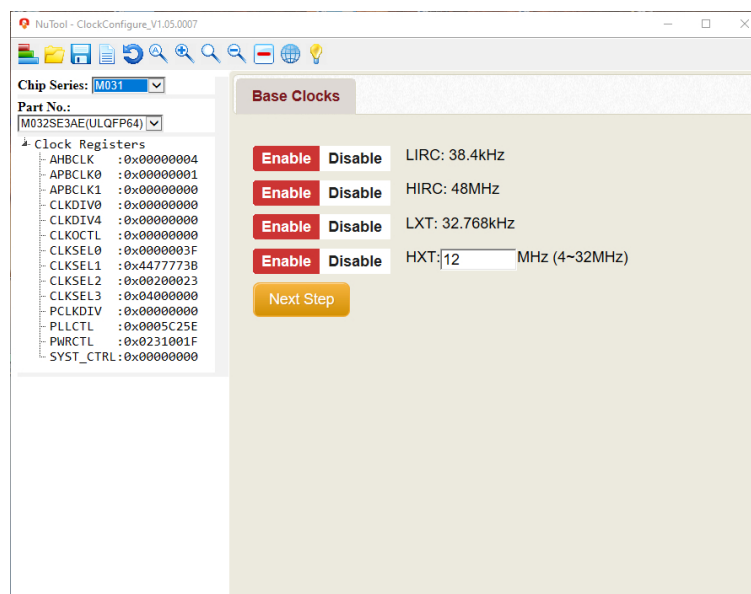 NuTool - ClockConfigure_V1.05.0007
Chip Series: M031
Part No.:
M032SE3AE(ULQFP64)
Clock Registers
AHBCLK :0x00000004
APBCLK0 :0x00000001
APBCLK1 :0x00000000
CLKDIV0 :0x00000000
CLKDIV4 :0x00000000
CLKOCTL :0x00000000
CLKSEL0 :0x0000003F
CLKSEL1 :0x4477773B
CLKSEL2 :0x00200023
CLKSEL3 :0x04000000
PCLKDIV :0x00000000
PLLCTL :0x0005C25E
PWRCTL :0x0231001F
SYST_CTRL:0x00000000
Base Clocks
Enable Disable LIRC: 38.4kHz
Enable Disable HIRC: 48MHz
Enable Disable LXT: 32.768kHz
Enable Disable HXT: 12 MHz (4~32MHz)
Next Step